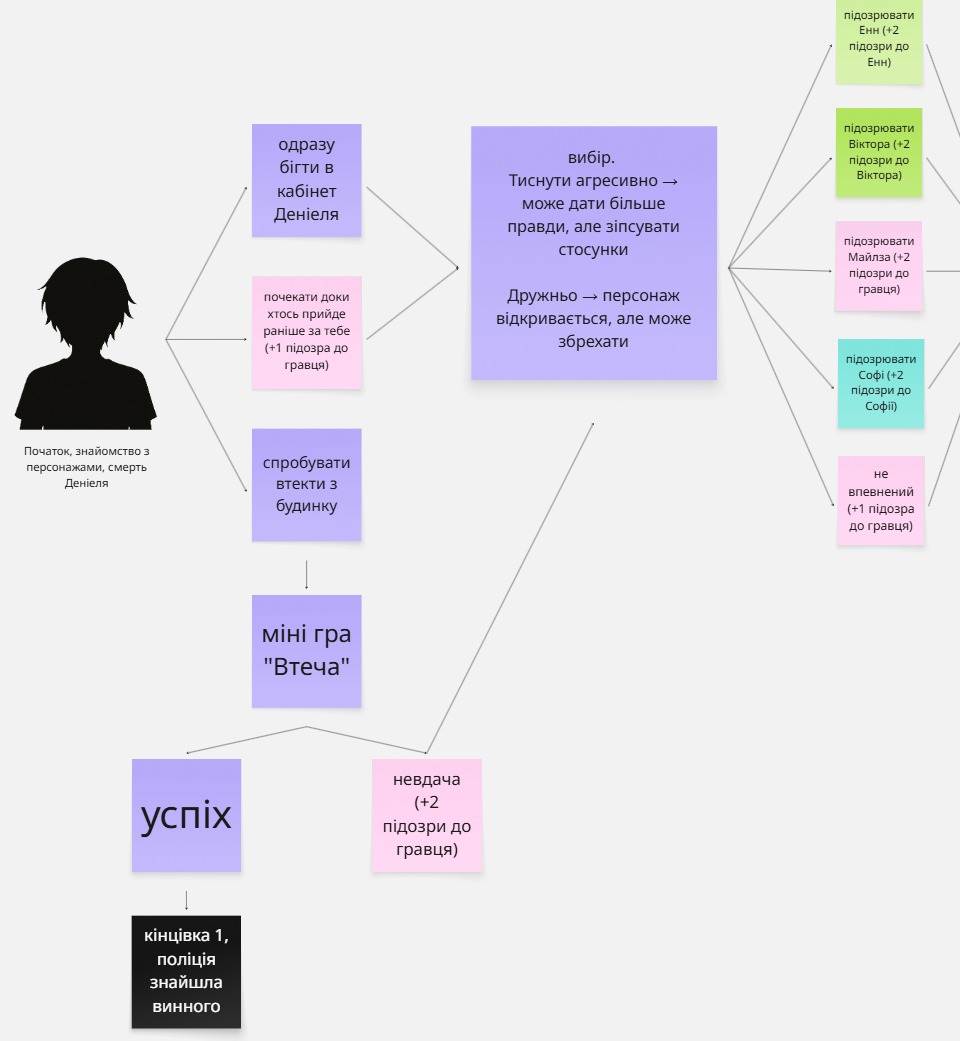 Початок, знайомство з
персонажами, смерть
Деніеля
одразу
бігти в
кабінет
Деніеля
почекати доки
хтось прийде
раніше за тебе
(+1 підозра до
гравця)
спробувати
втекти з
будинку
міні гра
"Втеча"
успіх
невдача
(+2
підозри до
гравця)
кінцівка 1,
поліція
знайшла
винного
вибір.
Тиснути агресивно →
може дати більше
правди, але зіпсувати
стосунки
Дружньо → персонаж
відкривається, але може
збрехати
підозрювати
Енн (+2
підозри до
Енн)
підозрювати
Віктора (+2
підозри до
Віктора)
підозрювати
Майлза (+2
підозри до
гравця)
підозрювати
Софі (+2
підозри до
Софії)
не
впевнений
(+1 підозра
до гравця)